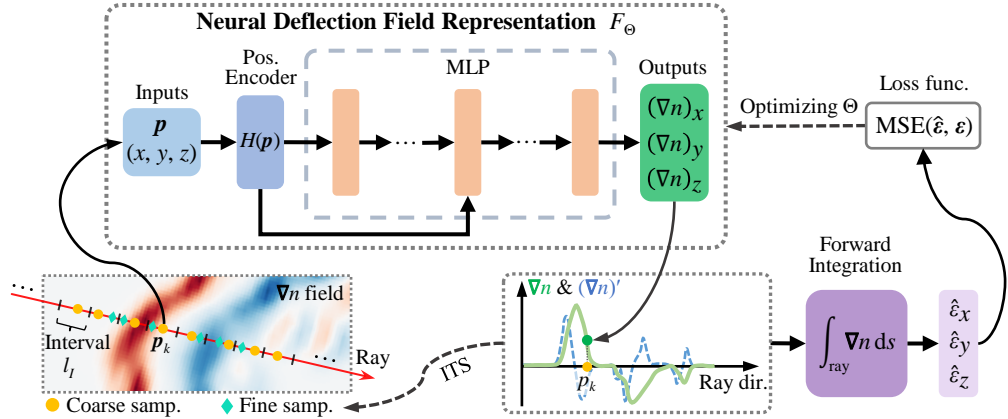 Neural Deflection Field Representation F_Θ
Pos.
Encoder
MLP
Inputs
Outputs
p
(x, y, z)
H(p)
...
...
(∇n)_x
(∇n)_y
(∇n)_z
Optimizing Θ
Loss func.
MSE(ε̂, ε)
...
∇n field
Interval
l_I
p_k
...
Ray
Coarse samp.
Fine samp.
ITS
∇n & (∇n)′
p_k
Ray dir.
Forward
Integration
∫_ray ∇n ds
ε̂_x
ε̂_y
ε̂_z